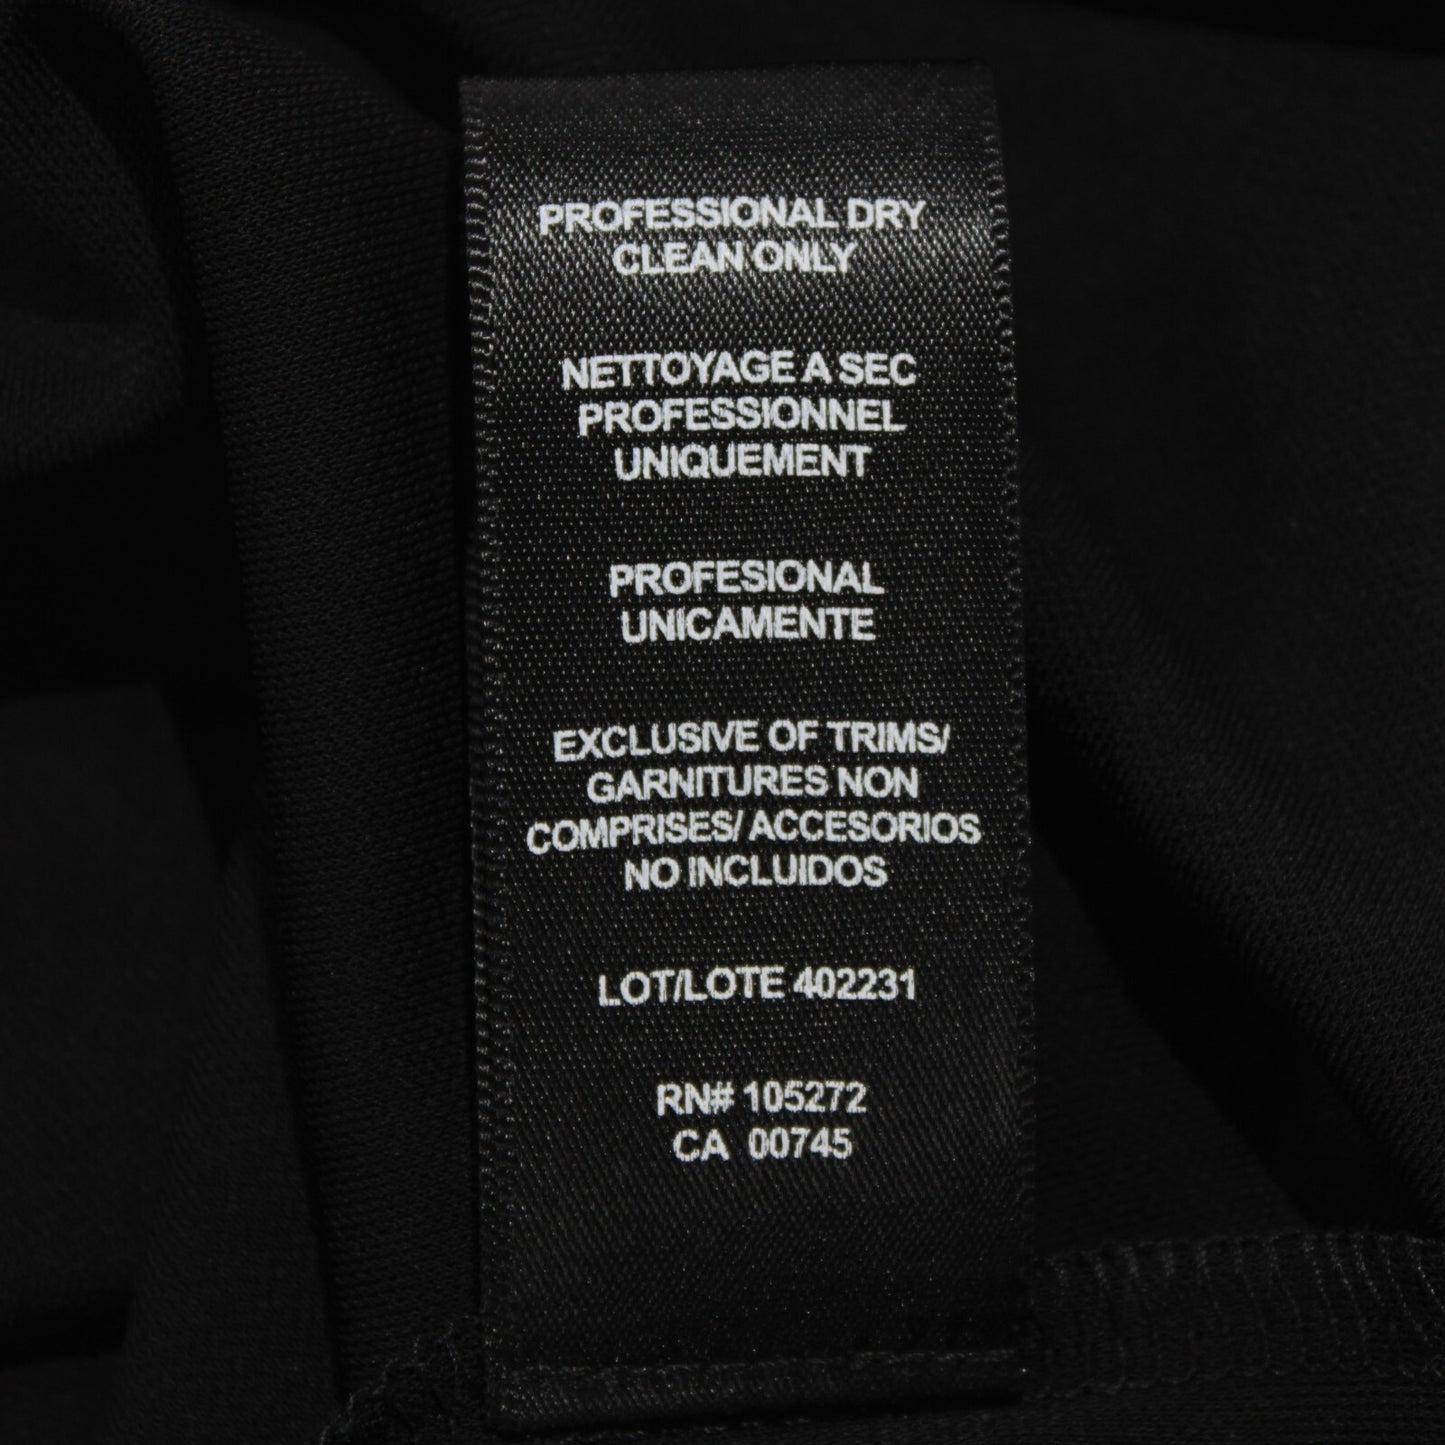 PROFESSIONAL DRY
CLEAN ONLY
NETTOYAGE A SEC
PROFESSIONNEL
UNIQUEMENT
PROFESIONAL
UNICAMENTE
EXCLUSIVE OF TRIMS/
GARNITURES NON
COMPRISES/ ACCESORIOS
NO INCLUIDOS
LOT/LOTE 402231
RN# 105272
CA 00745